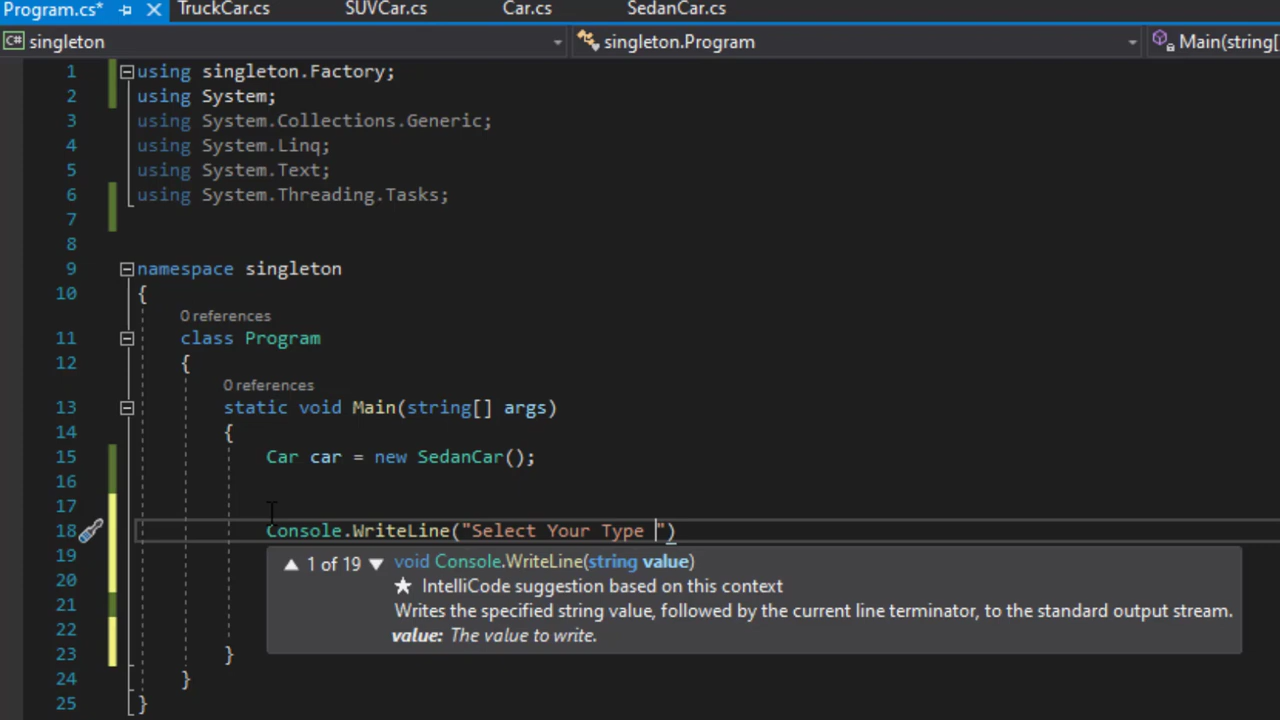 Program.cs* TruckCar.cs SUVCar.cs Car.cs SedanCar.cs
C# singleton singleton.Program Main(string[
1 using singleton.Factory;
2 using System;
3 using System.Collections.Generic;
4 using System.Linq;
5 using System.Text;
6 using System.Threading.Tasks;
7
8
9 namespace singleton
10 {
0 references
11 class Program
12 {
0 references
13 static void Main(string[] args)
14 {
15 Car car = new SedanCar();
16
17
18 Console.WriteLine("Select Your Type ")
19 1 of 19 void Console.WriteLine(string value)
20 ★ IntelliCode suggestion based on this context
21 Writes the specified string value, followed by the current line terminator, to the standard output stream.
22 value: The value to write.
23 }
24 }
25 }